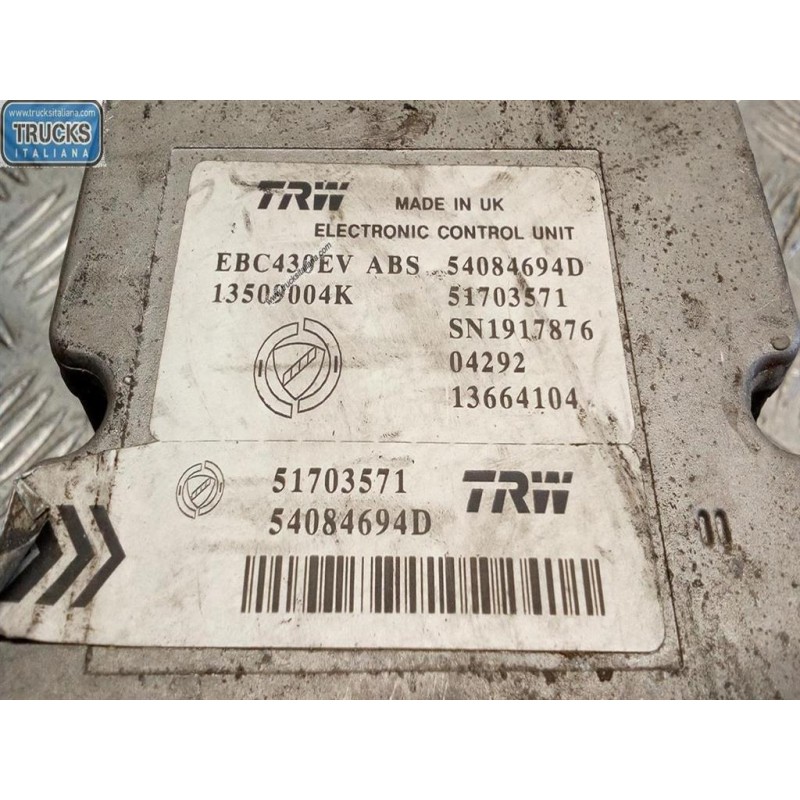 www.trucksitaliana.com
TRUCKS
ITALIANA
TRW MADE IN UK
ELECTRONIC CONTROL UNIT
EBC430EV ABS 54084694D
13509004K 51703571
SN1917876
04292
13664104
51703571 TRW
54084694D